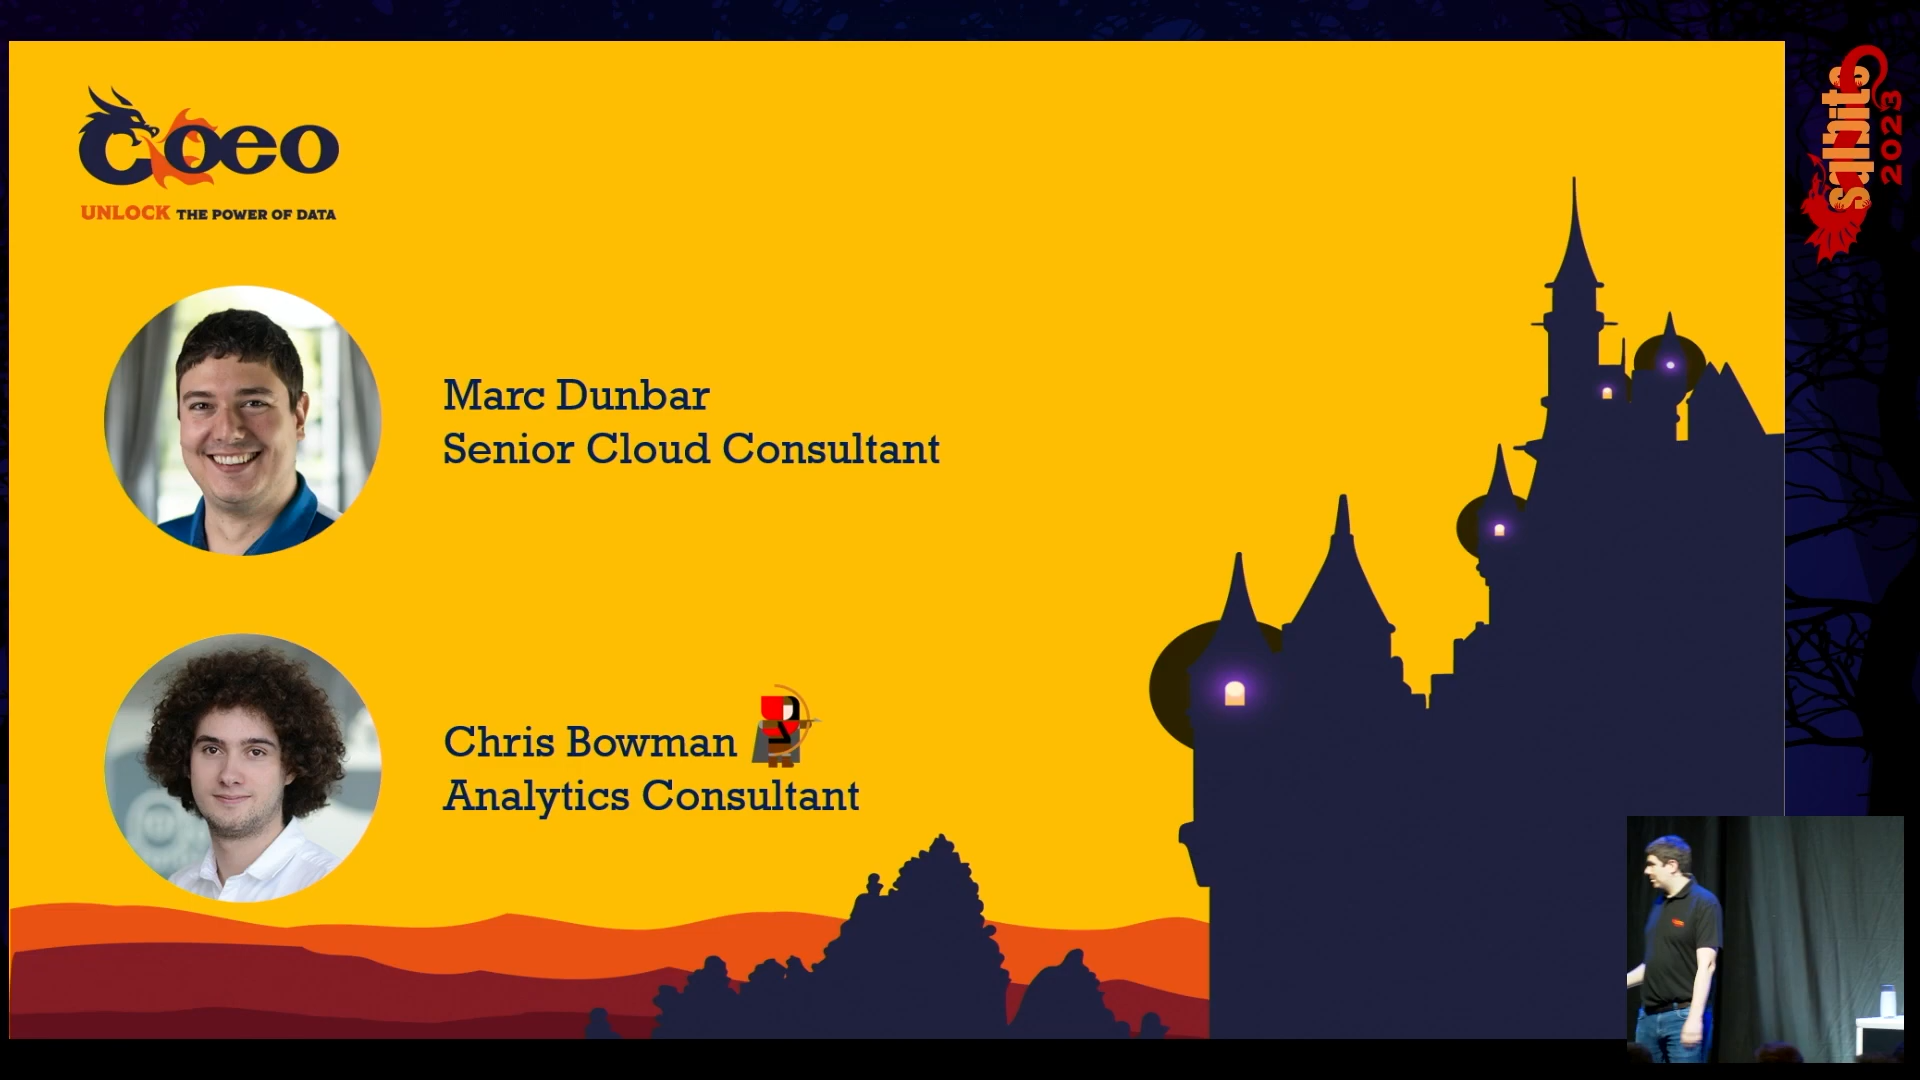 Coeo
UNLOCK THE POWER OF DATA
Marc Dunbar
Senior Cloud Consultant
Chris Bowman
Analytics Consultant
sqlbits
2023